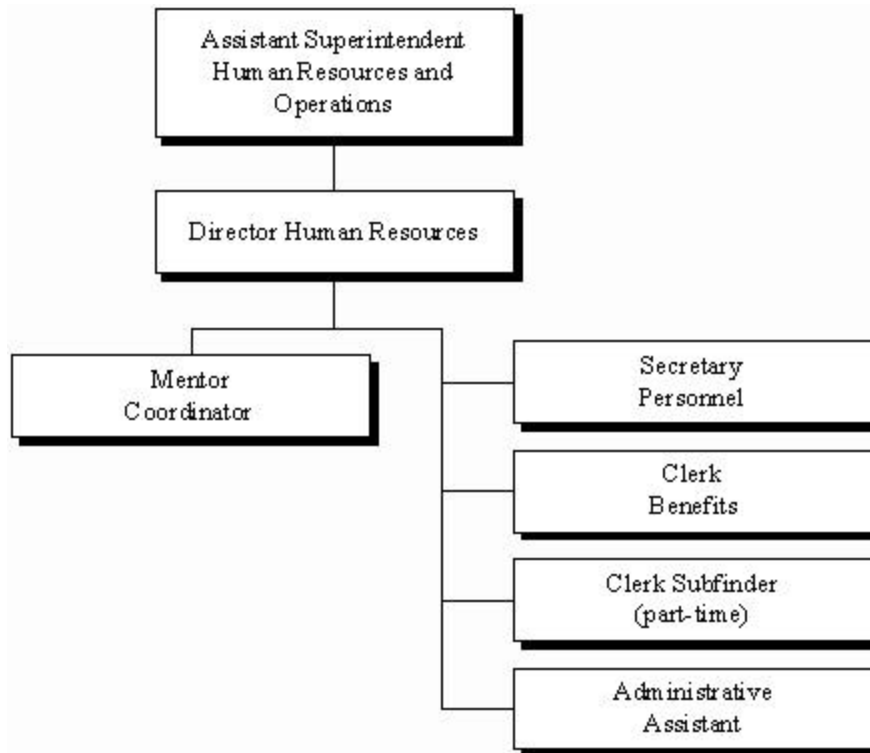 Assistant Superintendent
Human Resources and
Operations
Director Human Resources
Mentor
Coordinator
Secretary
Personnel
Clerk
Benefits
Clerk Subfinder
(part-time)
Administrative
Assistant